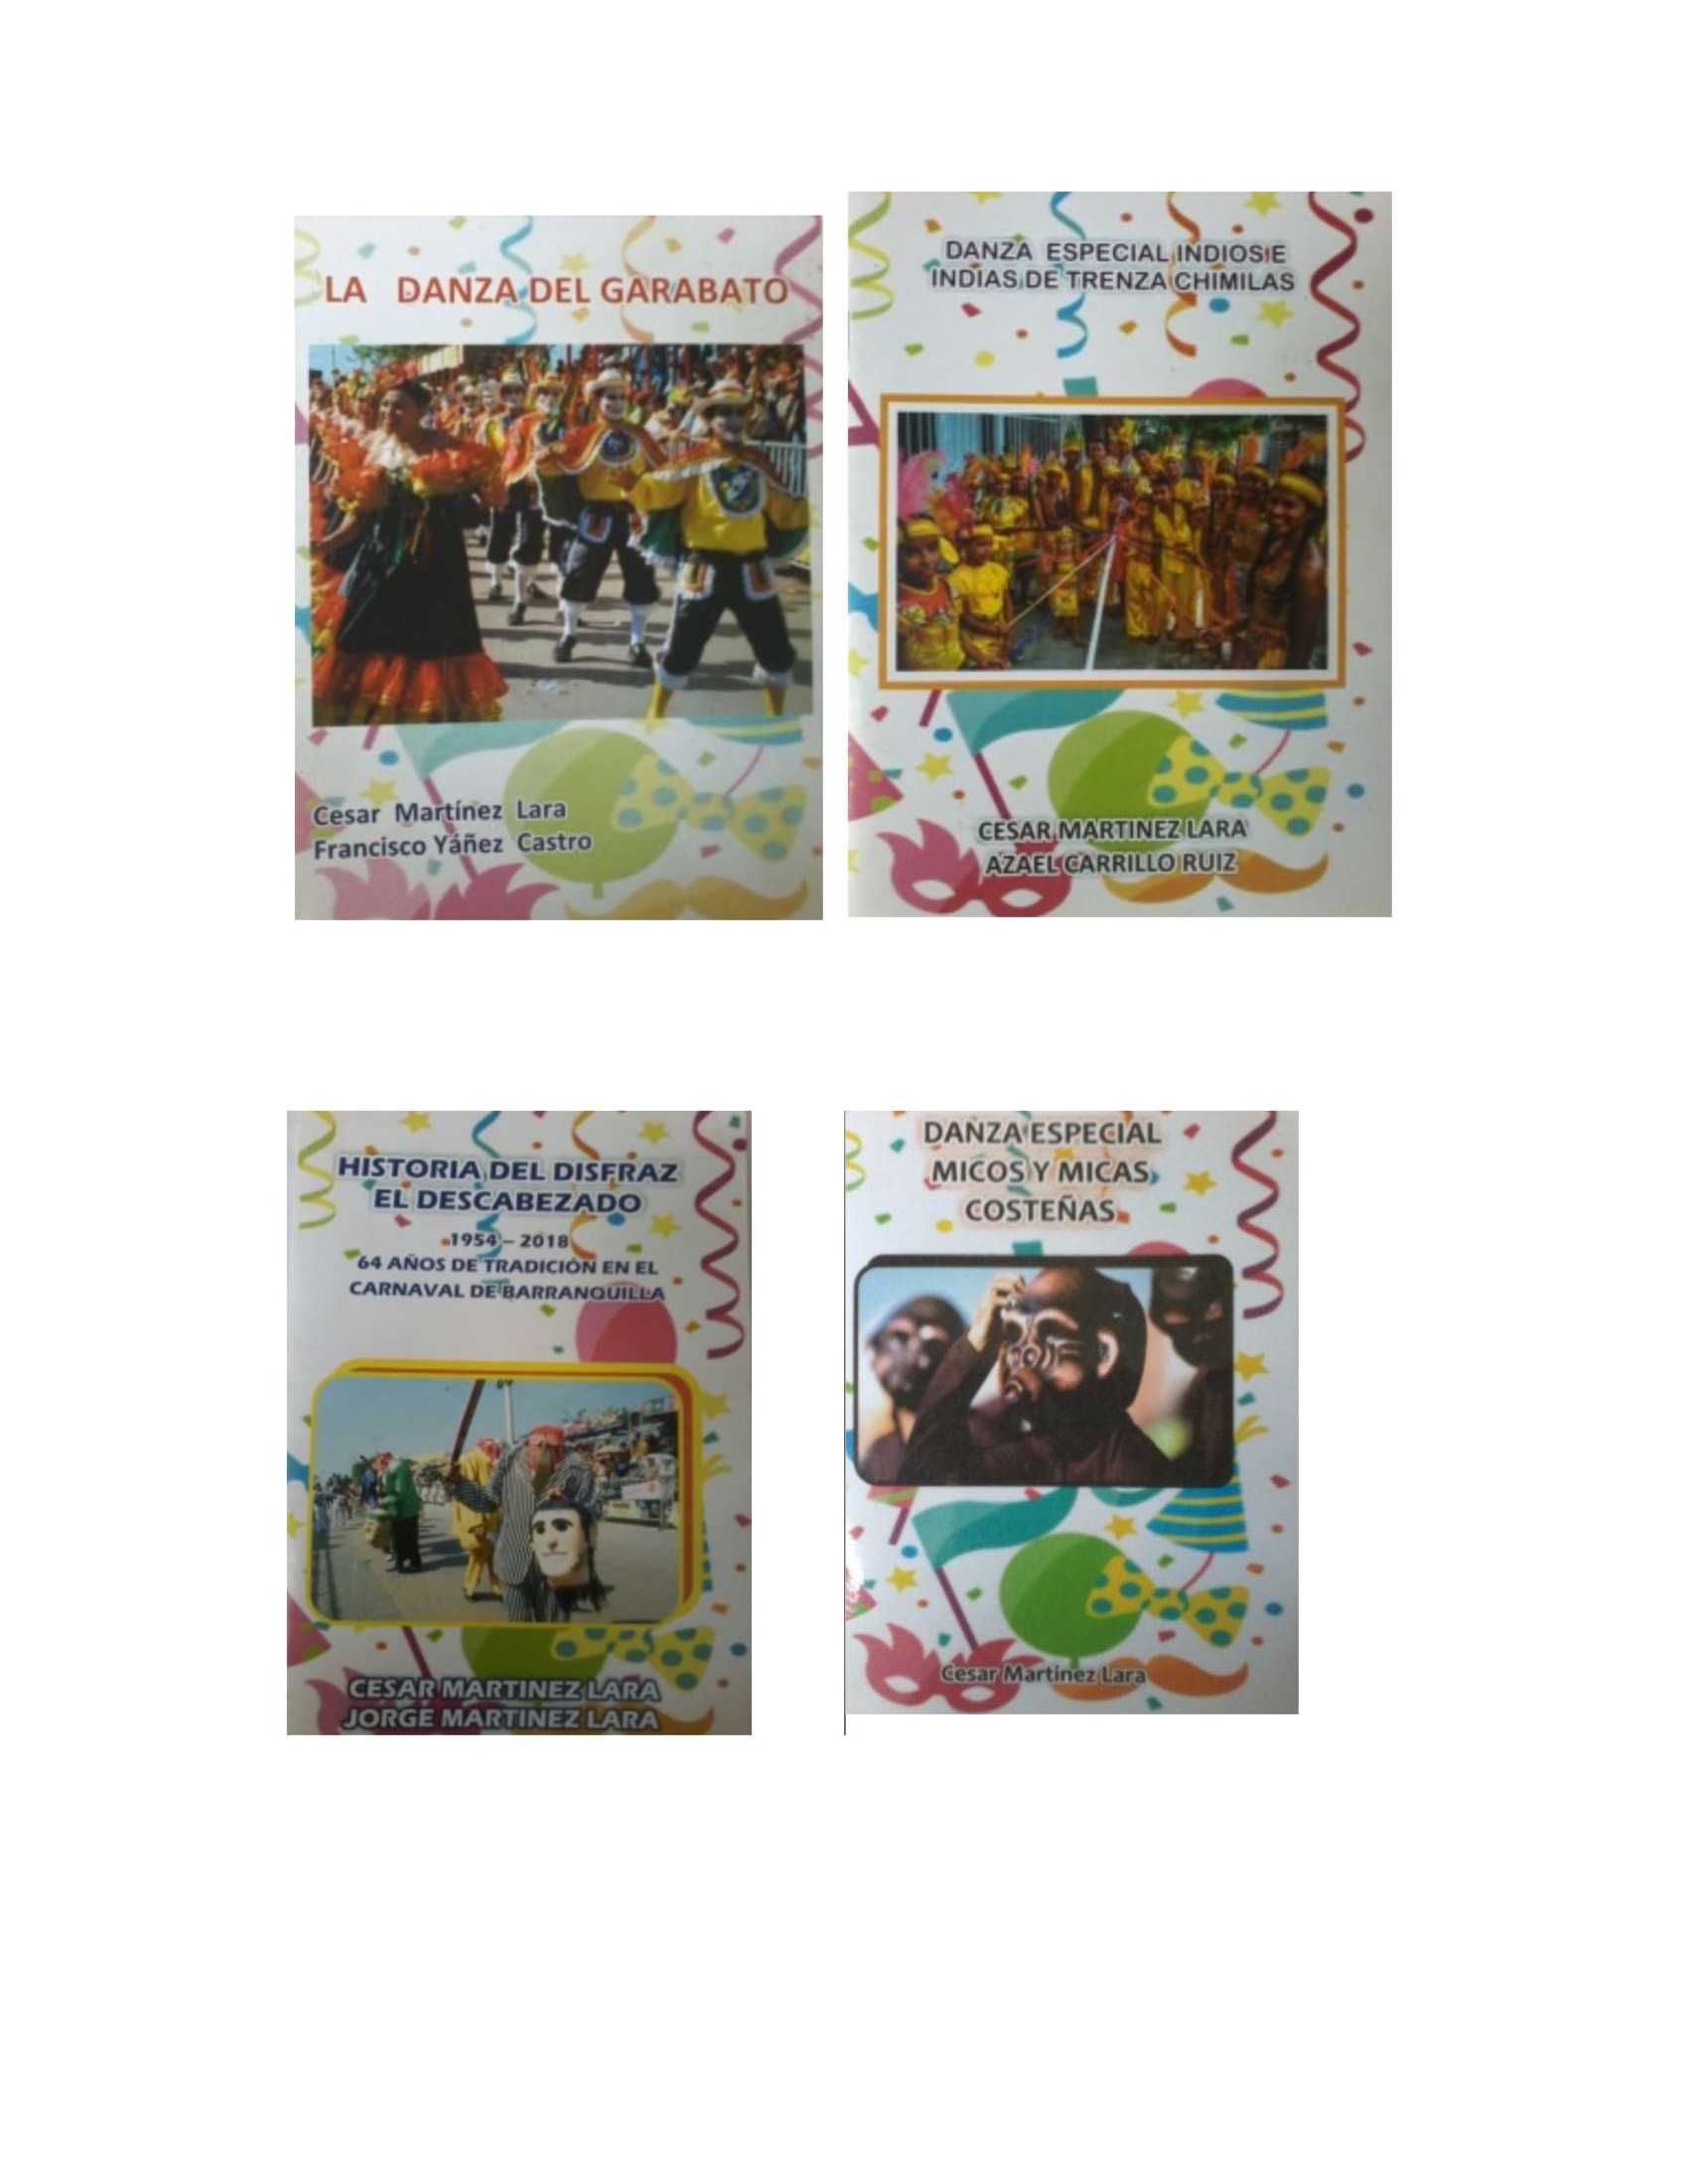 LA DANZA DEL GARABATO
Cesar Martínez Lara
Francisco Yáñez Castro
DANZA ESPECIAL INDIOS E
INDIAS DE TRENZA CHIMILAS
CESAR MARTINEZ LARA
AZAEL CARRILLO RUIZ
HISTORIA DEL DISFRAZ
EL DESCABEZADO
1954 – 2018
64 AÑOS DE TRADICIÓN EN EL
CARNAVAL DE BARRANQUILLA
CESAR MARTINEZ LARA
JORGE MARTINEZ LARA
DANZA ESPECIAL
MICOS Y MICAS
COSTEÑAS
Cesar Martinez Lara